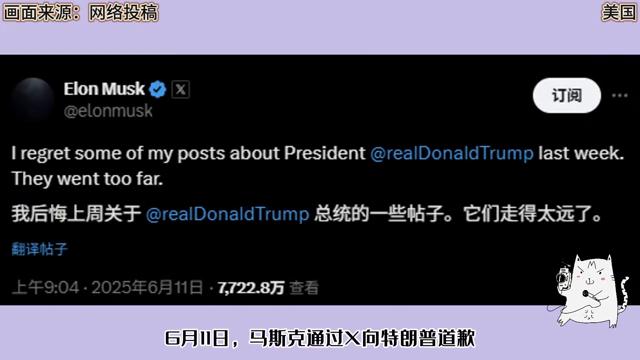 画面来源：网络投稿
美国
Elon Musk
@elonmusk
订阅
I regret some of my posts about President @realDonaldTrump last week.
They went too far.
我后悔上周关于 @realDonaldTrump 总统的一些帖子。它们走得太远了。
翻译帖子
上午9:04 · 2025年6月11日 · 7,722.8万 查看
6月11日，马斯克通过X向特朗普道歉